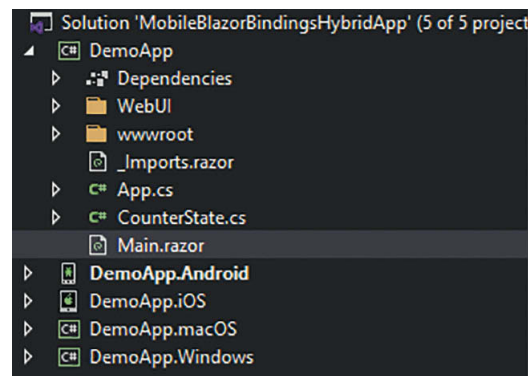 Solution 'MobileBlazorBindingsHybridApp' (5 of 5 project
C# DemoApp
Dependencies
WebUI
wwwroot
_Imports.razor
C# App.cs
C# CounterState.cs
Main.razor
DemoApp.Android
DemoApp.iOS
C# DemoApp.macOS
C# DemoApp.Windows